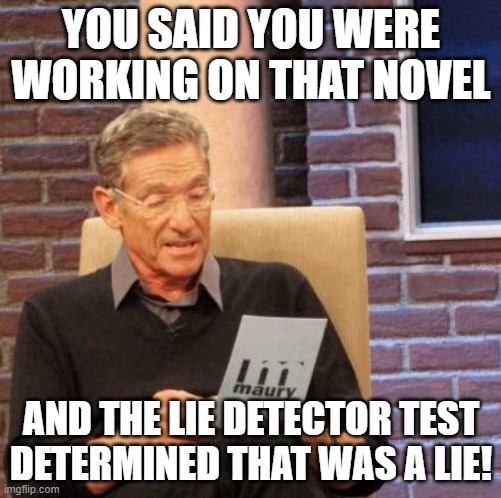 YOU SAID YOU WERE
WORKING ON THAT NOVEL
maury
AND THE LIE DETECTOR TEST
DETERMINED THAT WAS A LIE!
imgflip.com